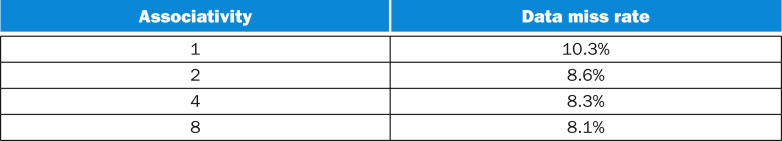 Associativity Data miss rate
1 10.3%
2 8.6%
4 8.3%
8 8.1%